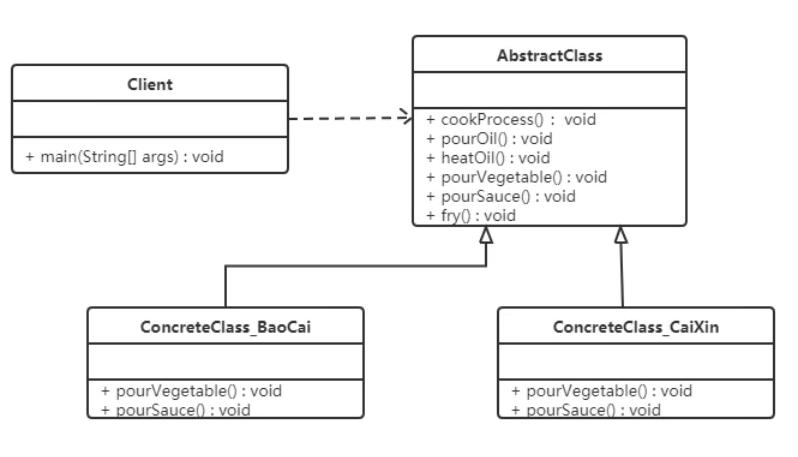 AbstractClass
+ cookProcess() : void
+ pourOil() : void
+ heatOil() : void
+ pourVegetable() : void
+ pourSauce() : void
+ fry() : void
Client
+ main(String[] args) : void
ConcreteClass_BaoCai
+ pourVegetable() : void
+ pourSauce() : void
ConcreteClass_CaiXin
+ pourVegetable() : void
+ pourSauce() : void